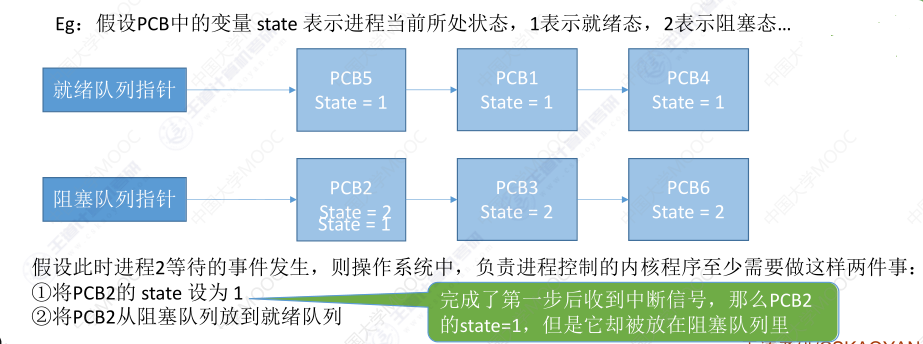 Eg：假设PCB中的变量 state 表示进程当前所处状态，1表示就绪态，2表示阻塞态…
就绪队列指针
PCB5
State = 1
PCB1
State = 1
PCB4
State = 1
阻塞队列指针
PCB2
State = 2
State = 1
PCB3
State = 2
PCB6
State = 2
假设此时进程2等待的事件发生，则操作系统中，负责进程控制的内核程序至少需要做这样两件事：
①将PCB2的 state 设为 1
②将PCB2从阻塞队列放到就绪队列
完成了第一步后收到中断信号，那么PCB2
的state=1，但是它却被放在阻塞队列里